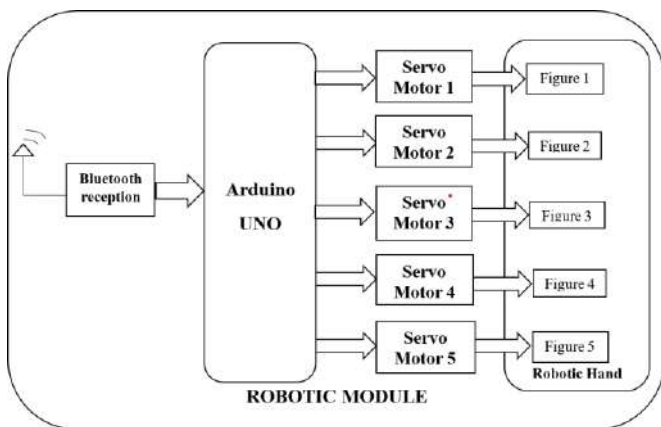 Bluetooth
reception
Arduino
UNO
Servo
Motor 1
Servo
Motor 2
Servo
Motor 3
Servo
Motor 4
Servo
Motor 5
Figure 1
Figure 2
Figure 3
Figure 4
Figure 5
Robotic Hand
ROBOTIC MODULE